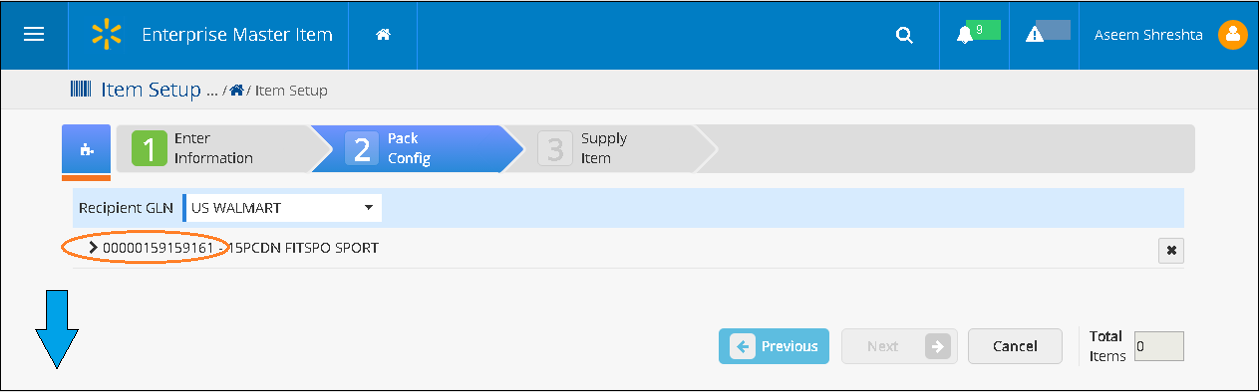 Enterprise Master Item
9
Aseem Shreshta
Item Setup ... / / Item Setup
1 Enter Information
2 Pack Config
3 Supply Item
Recipient GLN US WALMART
00000159159161 - 15PCDN FITSPO SPORT
Previous Next Cancel Total Items 0